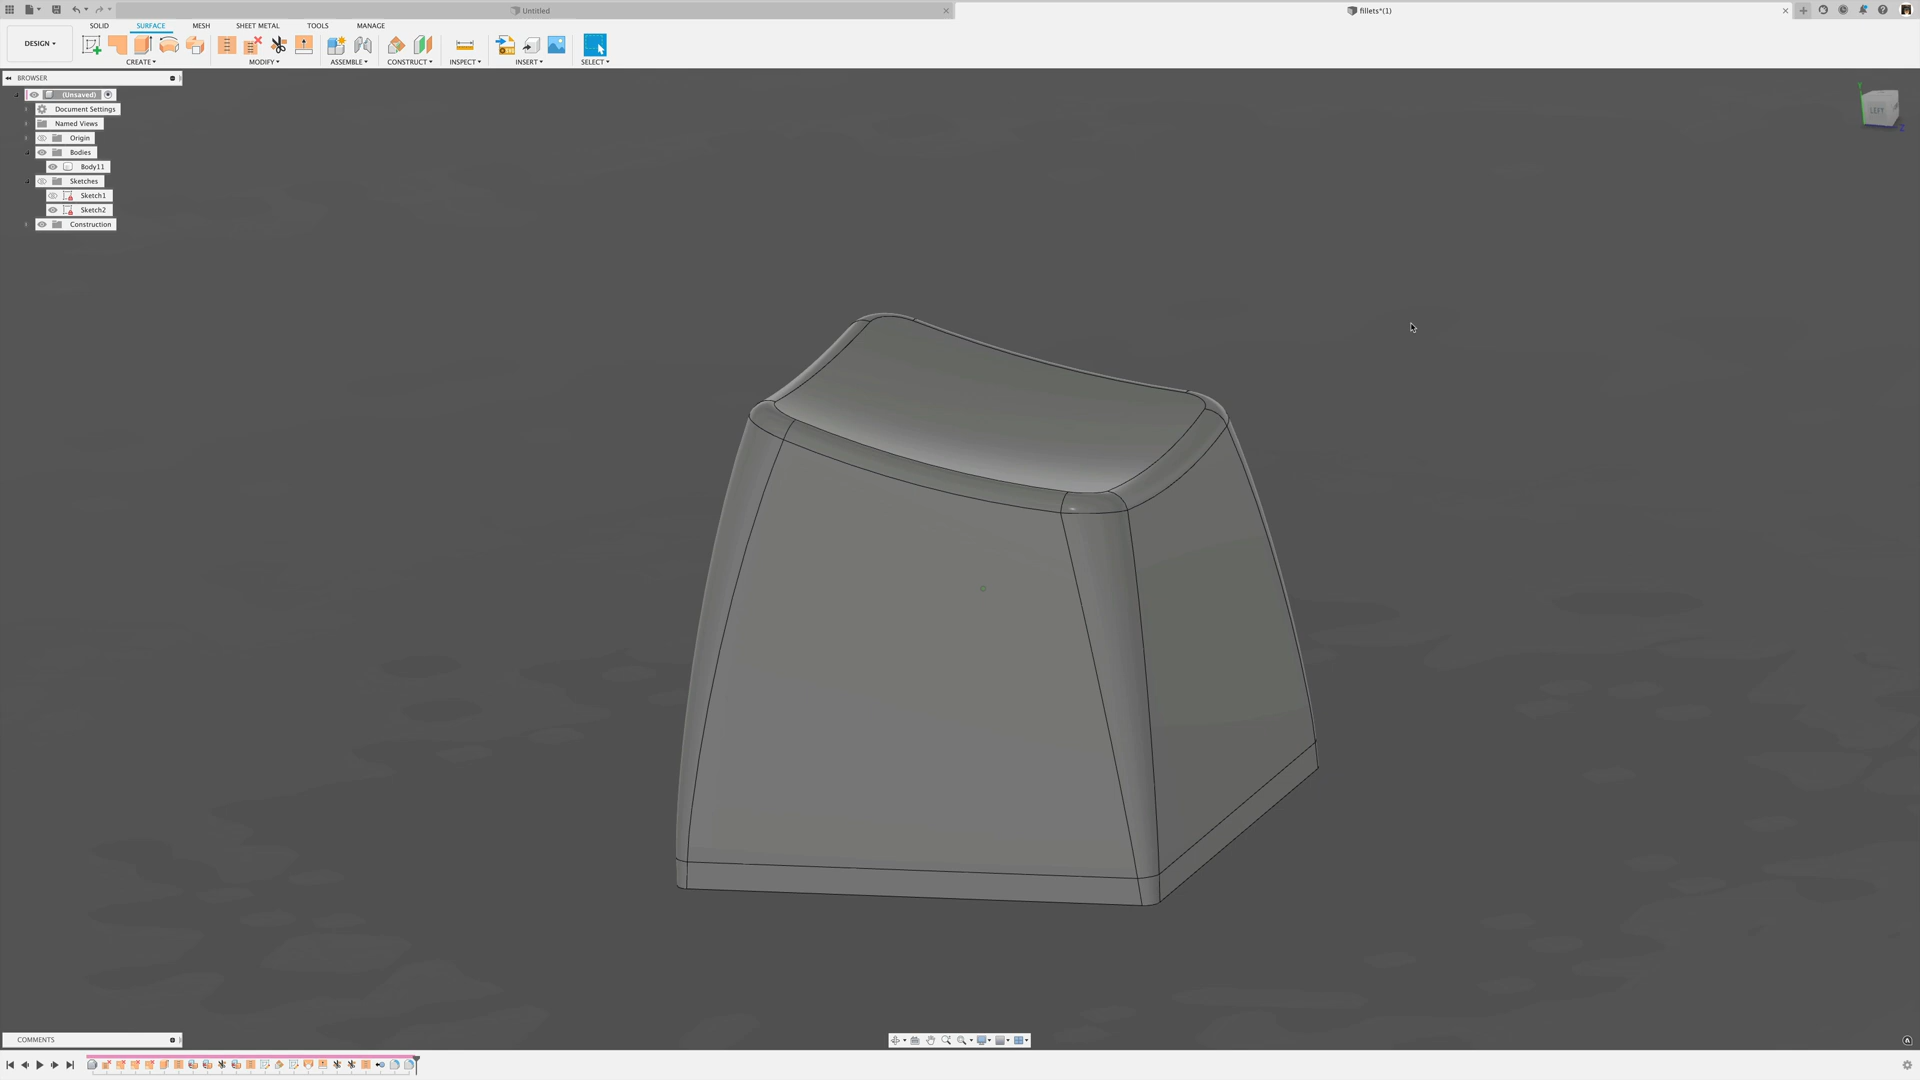 Untitled
fillets*(1)
DESIGN
SOLID SURFACE MESH SHEET METAL TOOLS MANAGE
CREATE MODIFY ASSEMBLE CONSTRUCT INSPECT INSERT SELECT
BROWSER
(Unsaved)
Document Settings
Named Views
Origin
Bodies
Body11
Sketches
Sketch1
Sketch2
Construction
LEFT
Y
Z
COMMENTS